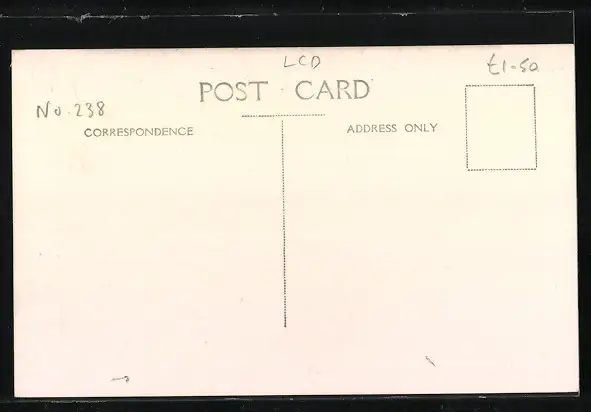 LCD
£1-50
POST CARD
No. 238
CORRESPONDENCE
ADDRESS ONLY